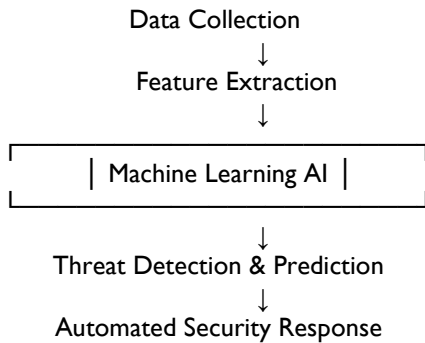 Data Collection
↓
Feature Extraction
↓
┌──────────────────────────┐
│ Machine Learning AI │
└──────────────────────────┘
↓
Threat Detection & Prediction
↓
Automated Security Response